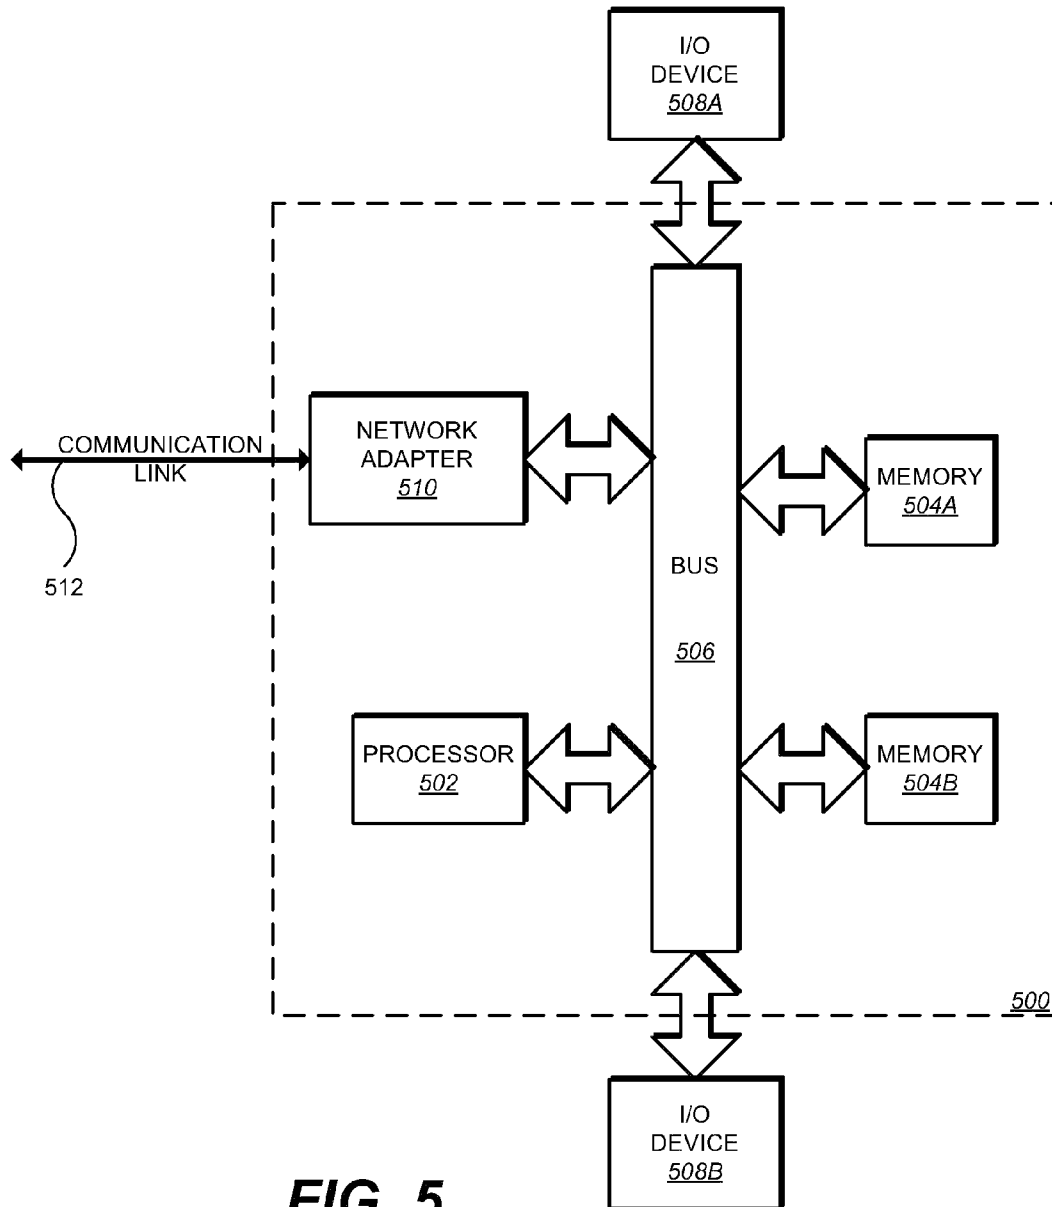 I/O
DEVICE
508A
COMMUNICATION
LINK
512
NETWORK
ADAPTER
510
BUS
506
MEMORY
504A
PROCESSOR
502
MEMORY
504B
500
I/O
DEVICE
508B
FIG. 5